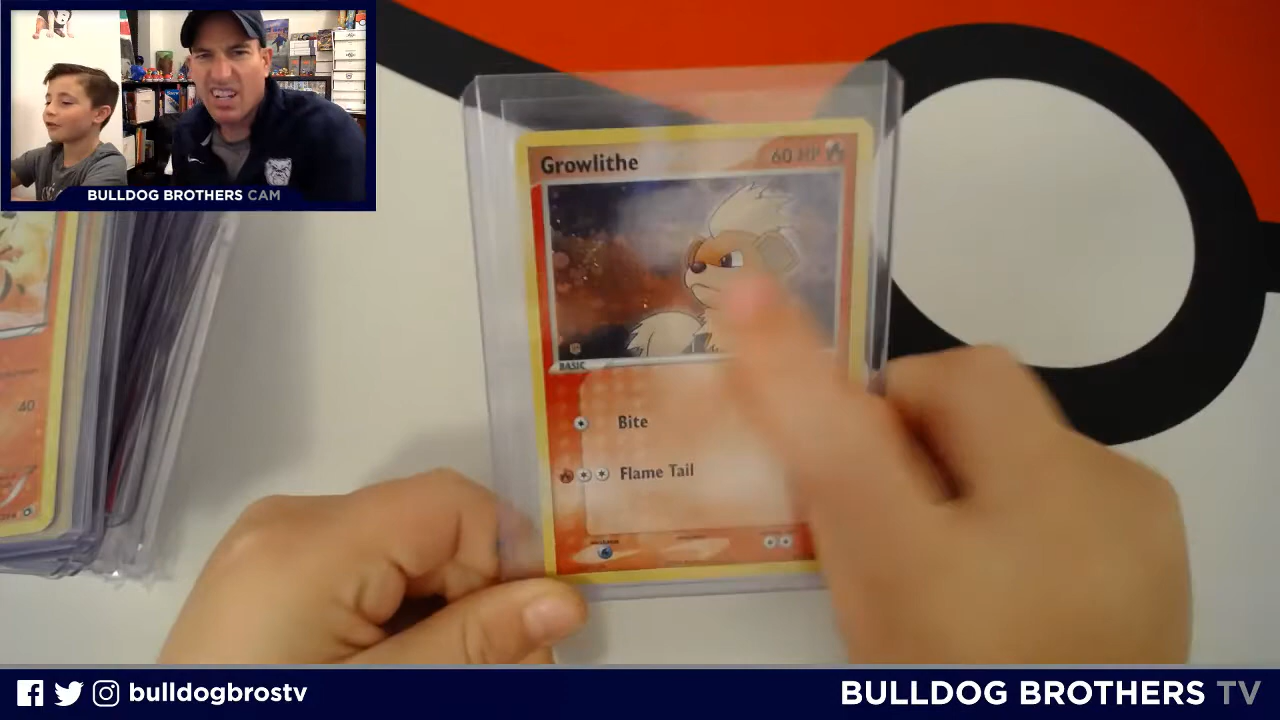 BULLDOG BROTHERS CAM
Growlithe
60 HP
BASIC
Bite
Flame Tail
40
bulldogbrostv
BULLDOG BROTHERS TV